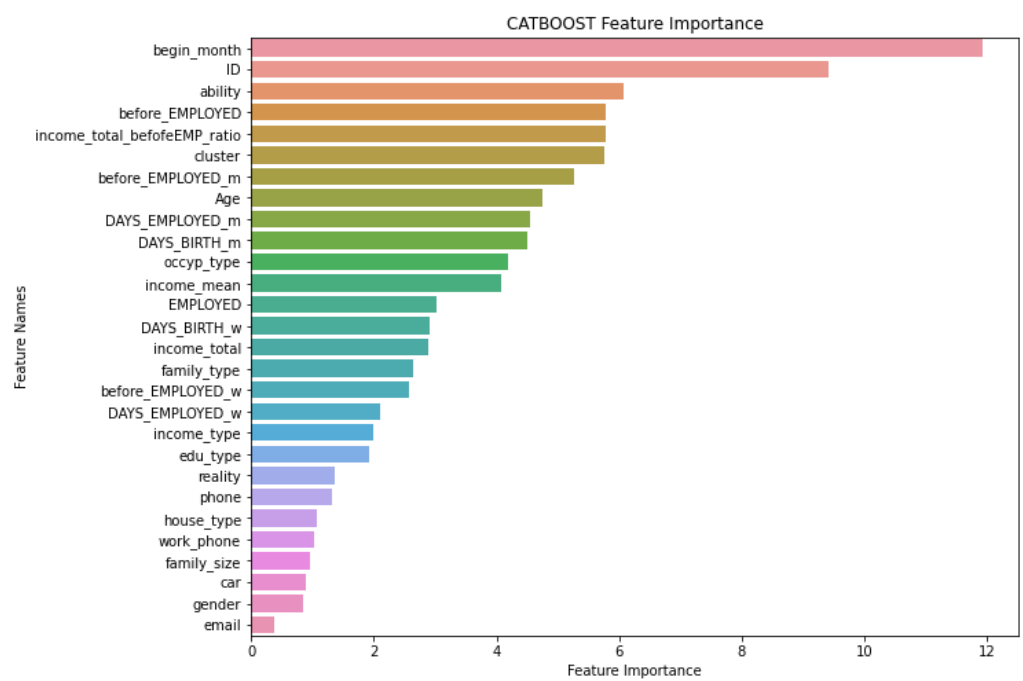 CATBOOST Feature Importance
begin_month
ID
ability
before_EMPLOYED
income_total_befofeEMP_ratio
cluster
before_EMPLOYED_m
Age
DAYS_EMPLOYED_m
DAYS_BIRTH_m
occyp_type
income_mean
EMPLOYED
DAYS_BIRTH_w
income_total
family_type
before_EMPLOYED_w
DAYS_EMPLOYED_w
income_type
edu_type
reality
phone
house_type
work_phone
family_size
car
gender
email
Feature Names
0 2 4 6 8 10 12
Feature Importance